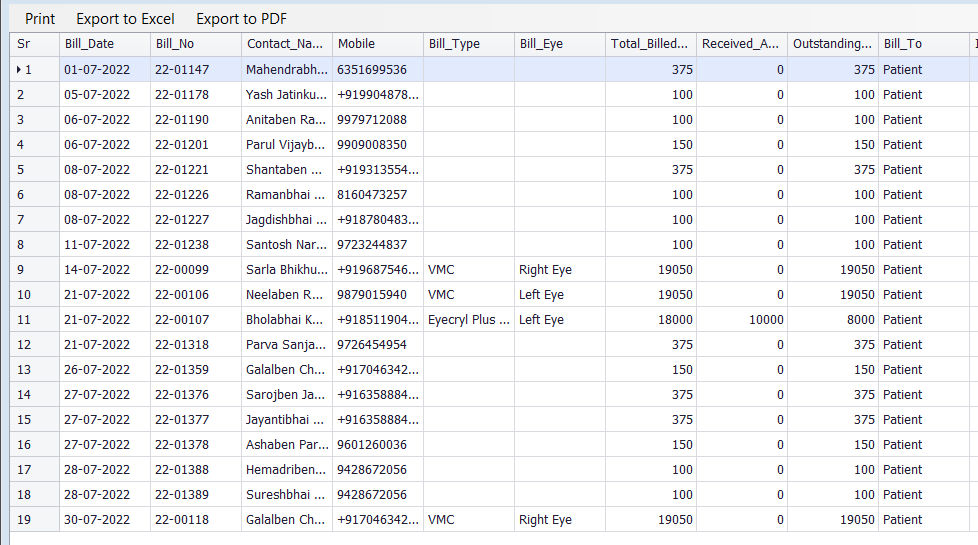 Print Export to Excel Export to PDF
Sr Bill_Date Bill_No Contact_Na... Mobile Bill_Type Bill_Eye Total_Billed... Received_A... Outstanding... Bill_To
1 01-07-2022 22-01147 Mahendrabh... 6351699536 375 0 375 Patient
2 05-07-2022 22-01178 Yash Jatinku... +919904878... 100 0 100 Patient
3 06-07-2022 22-01190 Anitaben Ra... 9979712088 100 0 100 Patient
4 06-07-2022 22-01201 Parul Vijayb... 9909008350 150 0 150 Patient
5 08-07-2022 22-01221 Shantaben ... +919313554... 375 0 375 Patient
6 08-07-2022 22-01226 Ramanbhai ... 8160473257 100 0 100 Patient
7 08-07-2022 22-01227 Jagdishbhai ... +918780483... 100 0 100 Patient
8 11-07-2022 22-01238 Santosh Nar... 9723244837 100 0 100 Patient
9 14-07-2022 22-00099 Sarla Bhikhu... +919687546... VMC Right Eye 19050 0 19050 Patient
10 21-07-2022 22-00106 Neelaben R... 9879015940 VMC Left Eye 19050 0 19050 Patient
11 21-07-2022 22-00107 Bholabhai K... +918511904... Eyecryl Plus ... Left Eye 18000 10000 8000 Patient
12 21-07-2022 22-01318 Parva Sanja... 9726454954 375 0 375 Patient
13 26-07-2022 22-01359 Galalben Ch... +917046342... 150 0 150 Patient
14 27-07-2022 22-01376 Sarojben Ja... +916358884... 375 0 375 Patient
15 27-07-2022 22-01377 Jayantibhai ... +916358884... 375 0 375 Patient
16 27-07-2022 22-01378 Ashaben Par... 9601260036 150 0 150 Patient
17 28-07-2022 22-01388 Hemadriben... 9428672056 100 0 100 Patient
18 28-07-2022 22-01389 Sureshbhai ... 9428672056 100 0 100 Patient
19 30-07-2022 22-00118 Galalben Ch... +917046342... VMC Right Eye 19050 0 19050 Patient